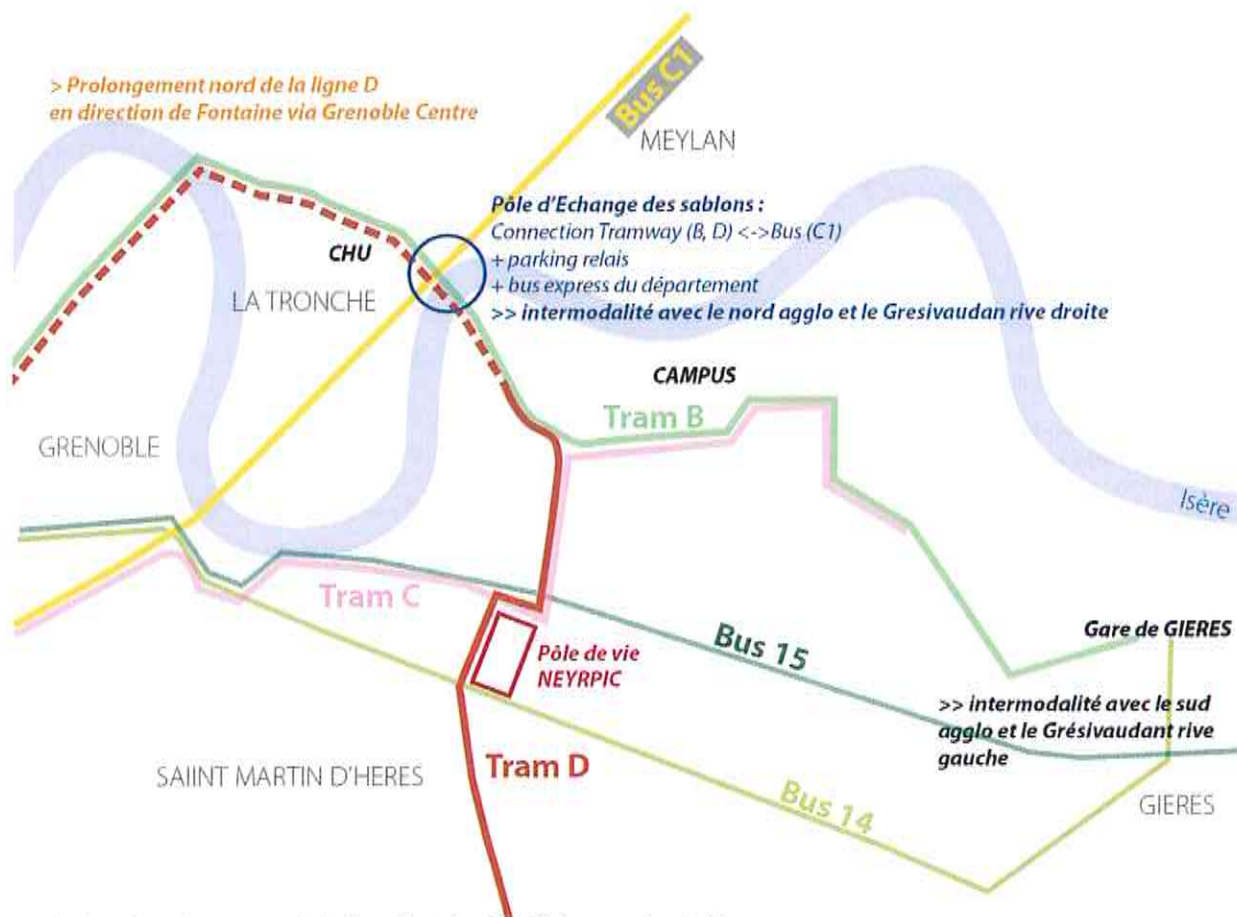 > Prolongement nord de la ligne D
en direction de Fontaine via Grenoble Centre
Bus C1
MEYLAN
Pôle d'Echange des sablons :
Connection Tramway (B, D) <->Bus (C1)
+ parking relais
+ bus express du département
>> intermodalité avec le nord agglo et le Gresivaudan rive droite
CHU
LA TRONCHE
CAMPUS
Tram B
GRENOBLE
Isère
Tram C
Bus 15
Gare de GIERES
Pôle de vie
NEYRPIC
>> intermodalité avec le sud
agglo et le Grésivaudant rive
gauche
SAIINT MARTIN D'HERES
Tram D
Bus 14
GIERES